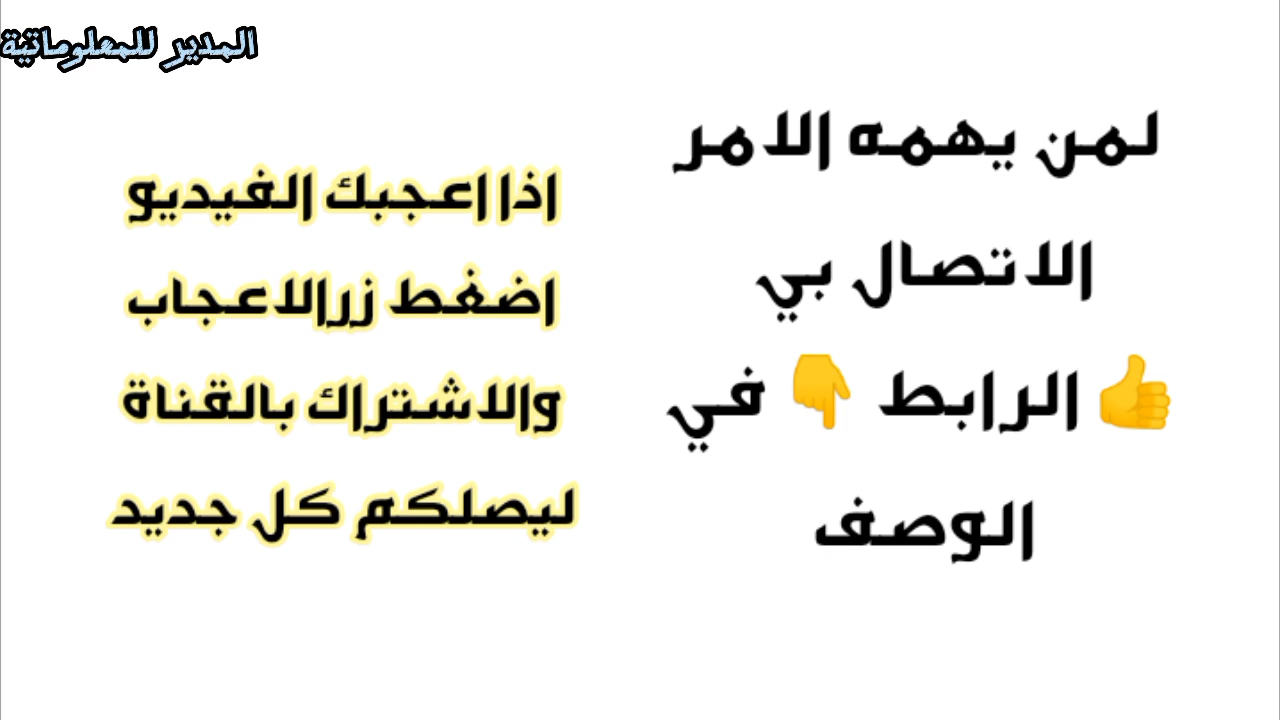 المدير للمعلوماتية
لمن يهمه الامر
الاتصال بي
👍 الرابط 👇 في
الوصف
اذا اعجبك الفيديو
اضغط زرالاعجاب
والاشتراك بالقناة
ليصلكم كل جديد